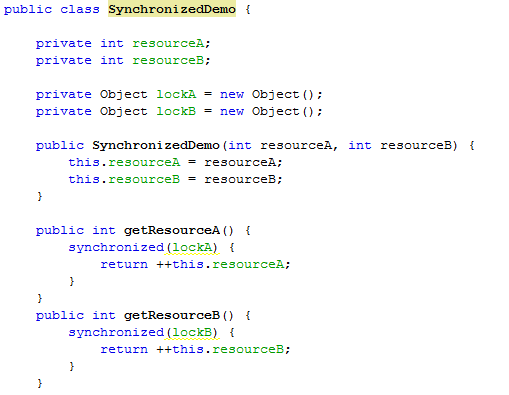 public class SynchronizedDemo {
private int resourceA;
private int resourceB;
private Object lockA = new Object();
private Object lockB = new Object();
public SynchronizedDemo(int resourceA, int resourceB) {
this.resourceA = resourceA;
this.resourceB = resourceB;
}
public int getResourceA() {
synchronized(lockA) {
return ++this.resourceA;
}
}
public int getResourceB() {
synchronized(lockB) {
return ++this.resourceB;
}
}